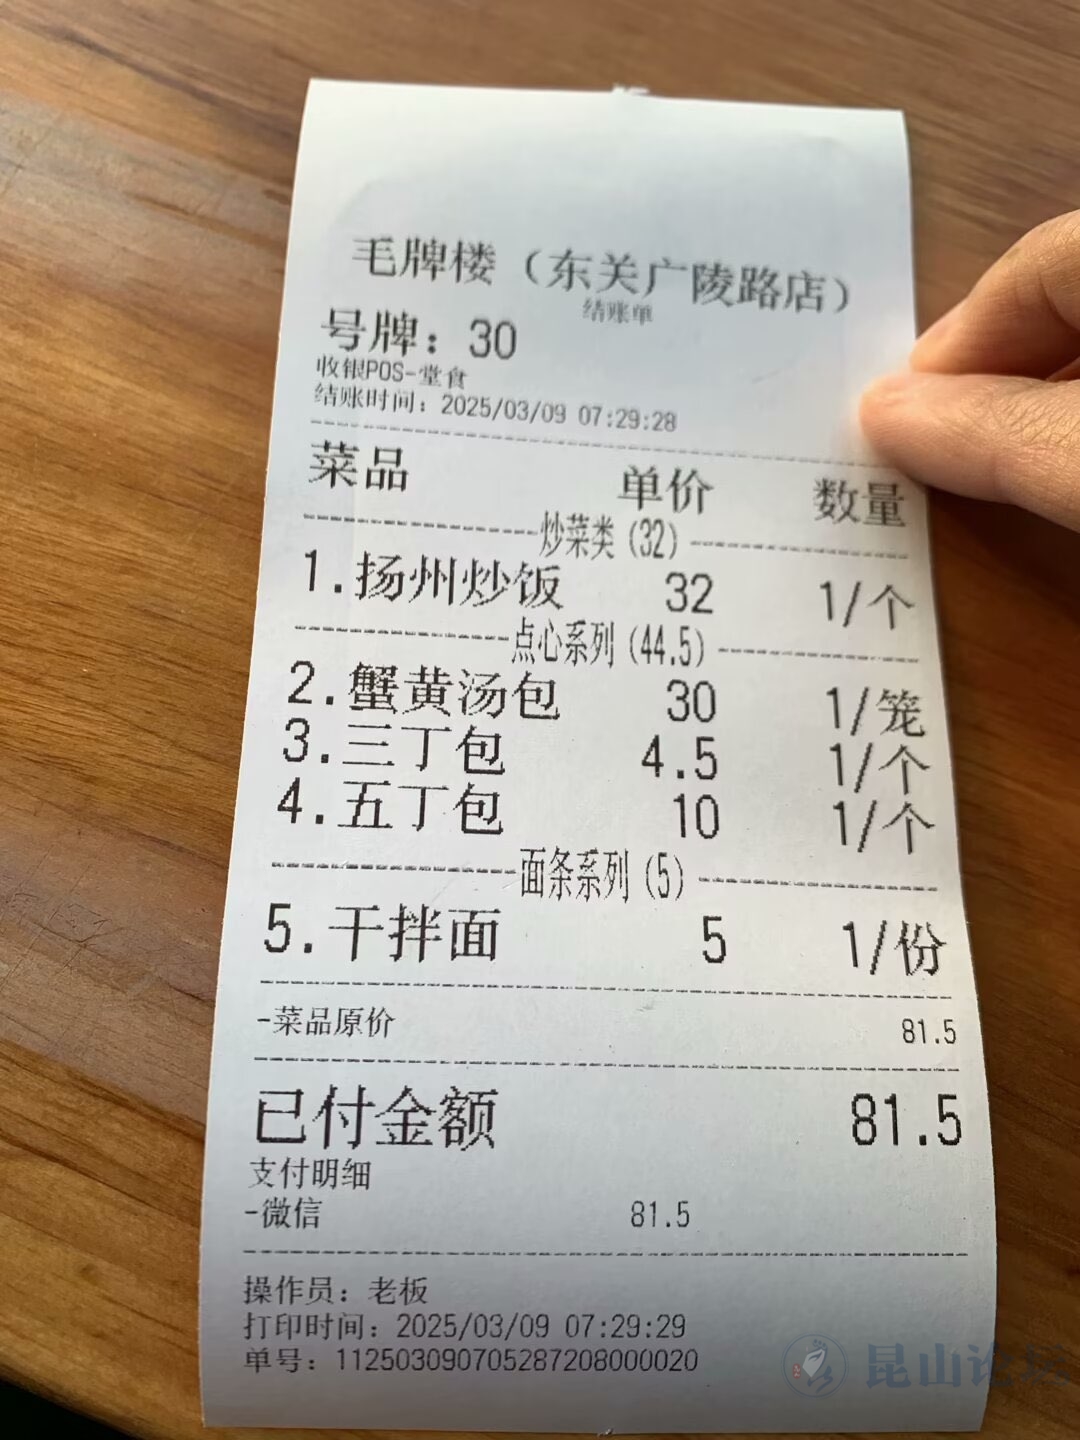 毛牌楼（东关广陵路店）
结账单
号牌：30
收银POS-堂食
结账时间：2025/03/09 07:29:28
菜品 单价 数量
炒菜类（32）
1.扬州炒饭 32 1/个
点心系列（44.5）
2.蟹黄汤包 30 1/笼
3.三丁包 4.5 1/个
4.五丁包 10 1/个
面条系列（5）
5.干拌面 5 1/份
-菜品原价 81.5
已付金额 81.5
支付明细
-微信 81.5
操作员：老板
打印时间：2025/03/09 07:29:29
单号：112503090705287208000020
昆山论坛